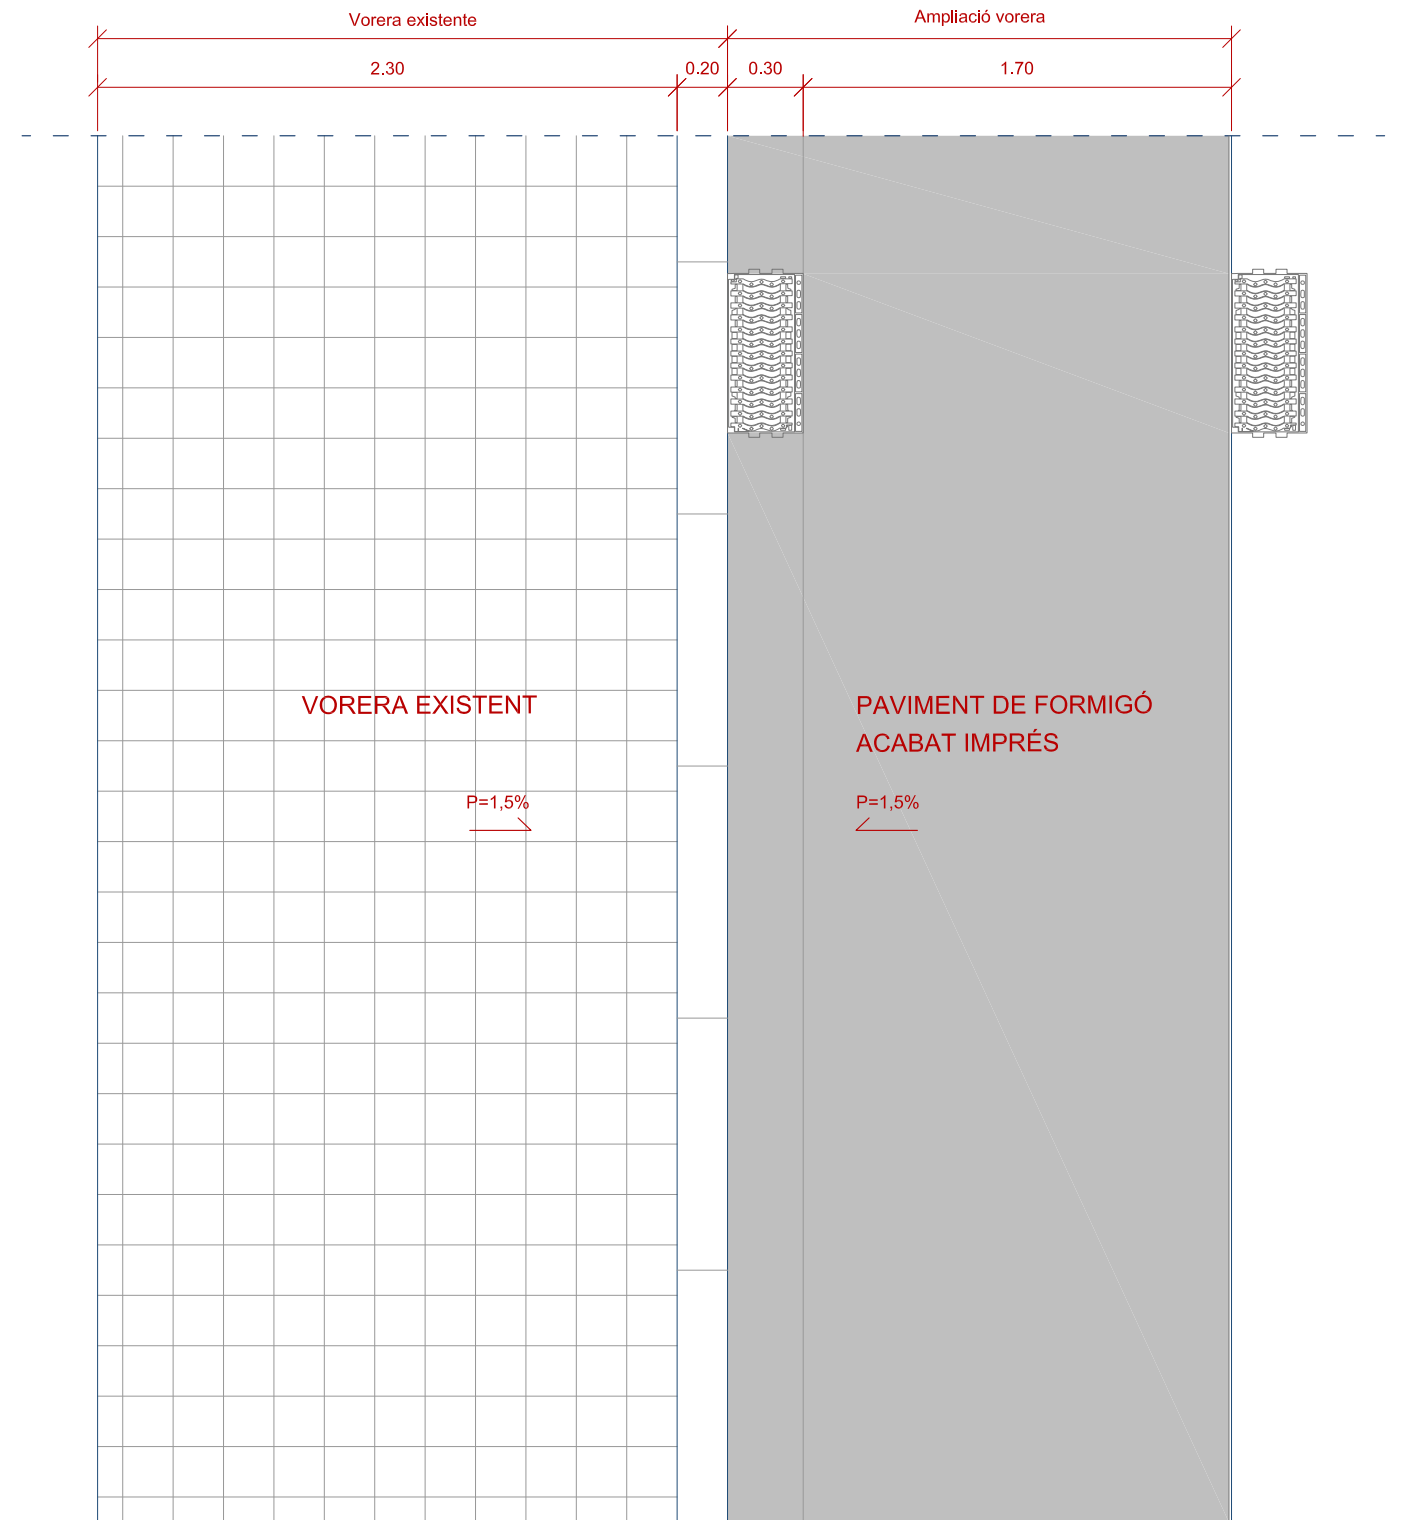 Vorera existente
Ampliació vorera
2.30
0.20
0.30
1.70
VORERA EXISTENT
PAVIMENT DE FORMIGÓ
ACABAT IMPRÉS
P=1,5%
P=1,5%